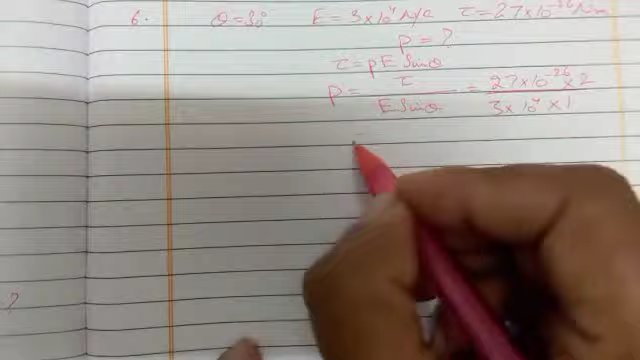 6. θ = 30° E = 3 × 10⁴ N/C τ = 27 × 10⁻²⁶ Nm
p = ?
τ = pE Sinθ
p = τ / E Sinθ = 27 × 10⁻²⁶ × 2 / 3 × 10⁴ × 1
?